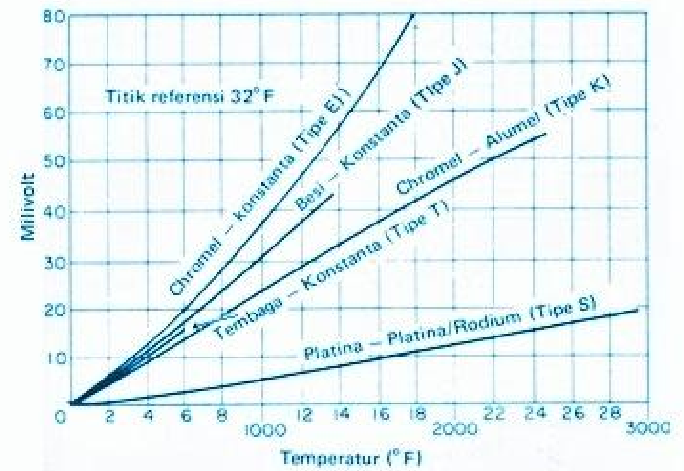 80
70
60
50
40
30
20
10
0
Milivolt
Titik referensi 32°F
Chromel – konstanta (Tipe E))
Besi – Konstanta (Tipe J)
Chromel – Alumel (Tipe K)
Tembaga – Konstanta (Tipe T)
Platina – Platina/Rodium (Tipe S)
2 4 6 8 1000 12 14 16 18 2000 22 24 26 28 3000
Temperatur (°F)